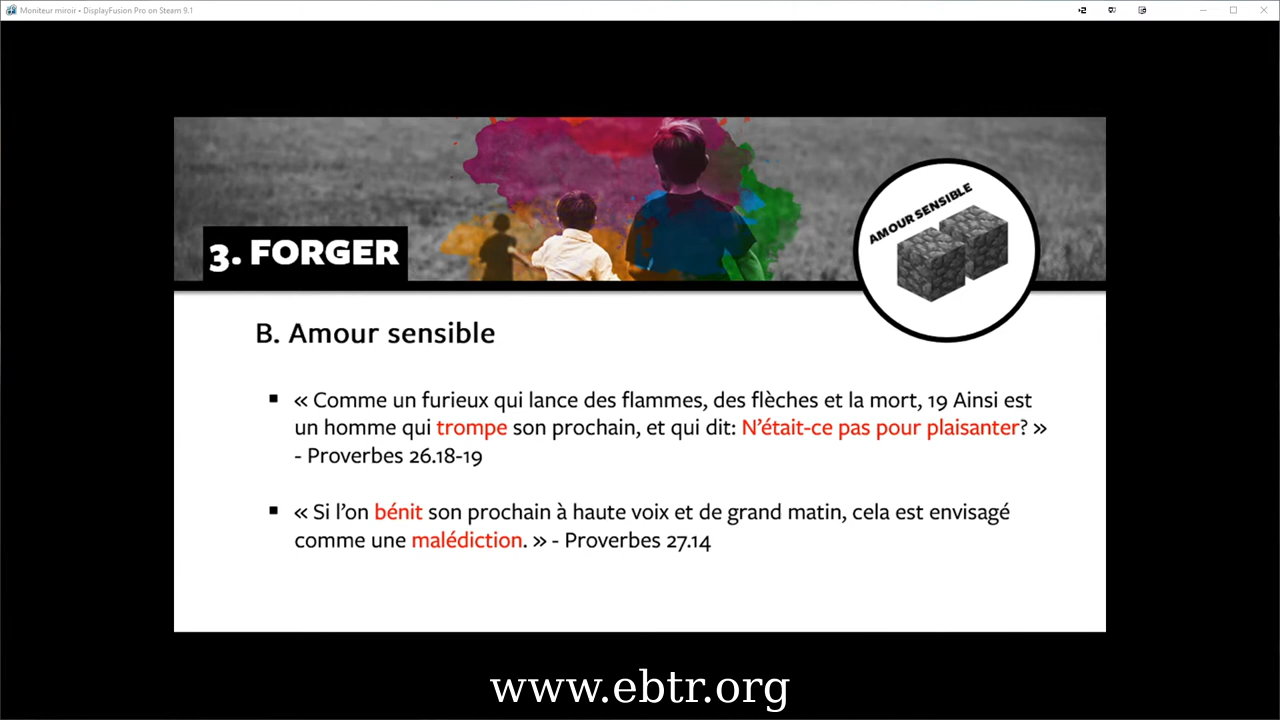 Moniteur miroir • DisplayFusion Pro on Steam 9.1
AMOUR SENSIBLE
3. FORGER
B. Amour sensible
▪ « Comme un furieux qui lance des flammes, des flèches et la mort, 19 Ainsi est
un homme qui trompe son prochain, et qui dit: N’était-ce pas pour plaisanter? »
- Proverbes 26.18-19
▪ « Si l’on bénit son prochain à haute voix et de grand matin, cela est envisagé
comme une malédiction. » - Proverbes 27.14
www.ebtr.org